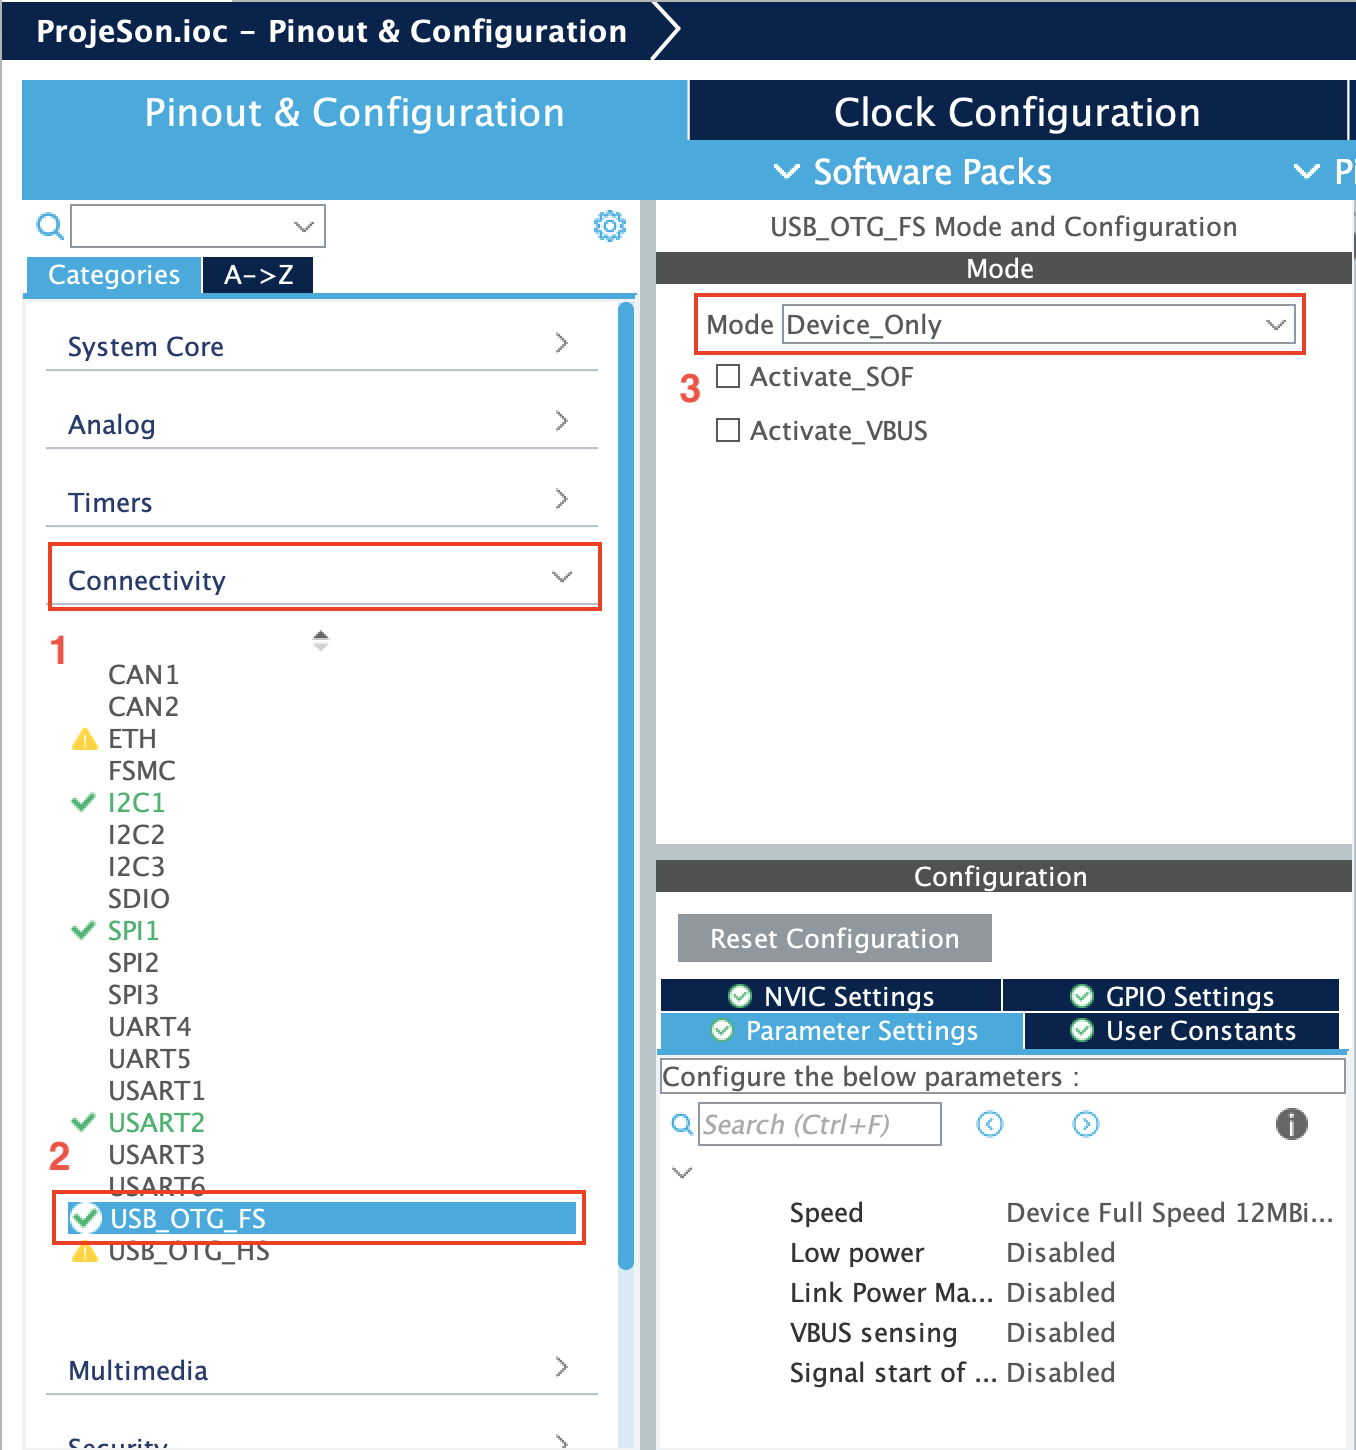 ProjeSon.ioc – Pinout & Configuration
Pinout & Configuration
Clock Configuration
Software Packs
USB_OTG_FS Mode and Configuration
Categories
A->Z
Mode
Mode Device_Only
3
Activate_SOF
Activate_VBUS
System Core
Analog
Timers
Connectivity
1
CAN1
CAN2
ETH
FSMC
I2C1
I2C2
I2C3
SDIO
SPI1
SPI2
SPI3
UART4
UART5
USART1
USART2
2
USART3
USART6
USB_OTG_FS
USB_OTG_HS
Multimedia
Security
Configuration
Reset Configuration
NVIC Settings
GPIO Settings
Parameter Settings
User Constants
Configure the below parameters :
Search (Ctrl+F)
Speed Device Full Speed 12MBi...
Low power Disabled
Link Power Ma... Disabled
VBUS sensing Disabled
Signal start of ... Disabled